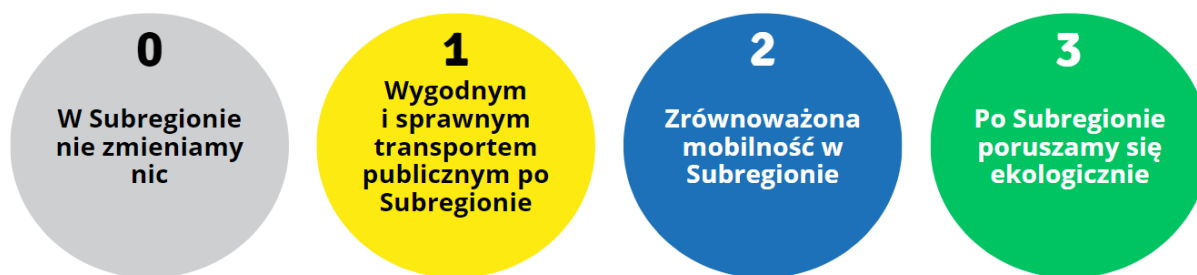 0
W Subregionie
nie zmieniamy
nic
1
Wygodnym
i sprawnym
transportem
publicznym po
Subregionie
2
Zrównoważona
mobilność w
Subregionie
3
Po Subregionie
poruszamy się
ekologicznie